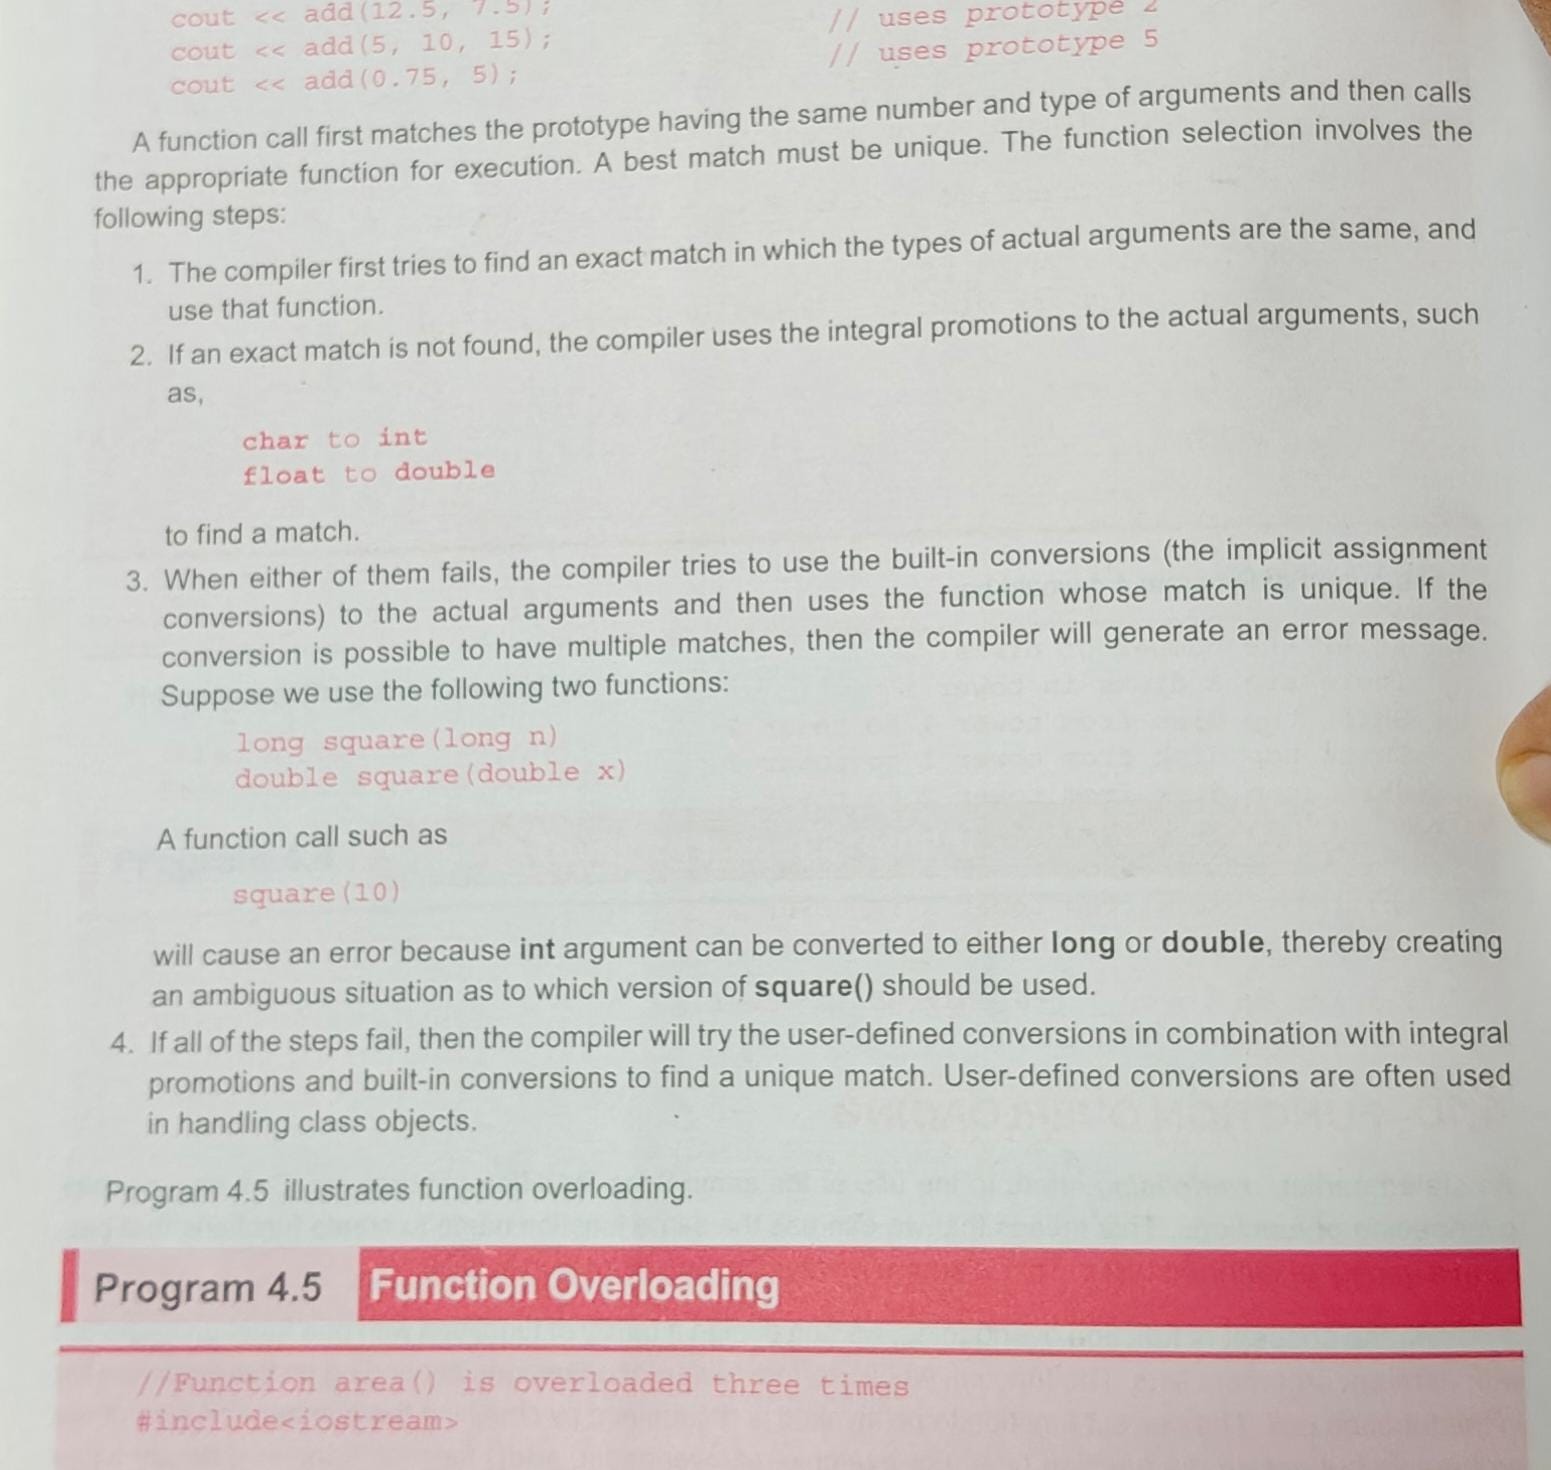 cout << add(12.5, 7.5);
cout << add(5, 10, 15); // uses prototype
cout << add(0.75, 5); // uses prototype 5
A function call first matches the prototype having the same number and type of arguments and then calls
the appropriate function for execution. A best match must be unique. The function selection involves the
following steps:
1. The compiler first tries to find an exact match in which the types of actual arguments are the same, and
use that function.
2. If an exact match is not found, the compiler uses the integral promotions to the actual arguments, such
as,
char to int
float to double
to find a match.
3. When either of them fails, the compiler tries to use the built-in conversions (the implicit assignment
conversions) to the actual arguments and then uses the function whose match is unique. If the
conversion is possible to have multiple matches, then the compiler will generate an error message.
Suppose we use the following two functions:
long square(long n)
double square(double x)
A function call such as
square(10)
will cause an error because int argument can be converted to either long or double, thereby creating
an ambiguous situation as to which version of square() should be used.
4. If all of the steps fail, then the compiler will try the user-defined conversions in combination with integral
promotions and built-in conversions to find a unique match. User-defined conversions are often used
in handling class objects.
Program 4.5 illustrates function overloading.
Program 4.5 Function Overloading
//Function area() is overloaded three times
#include<iostream>